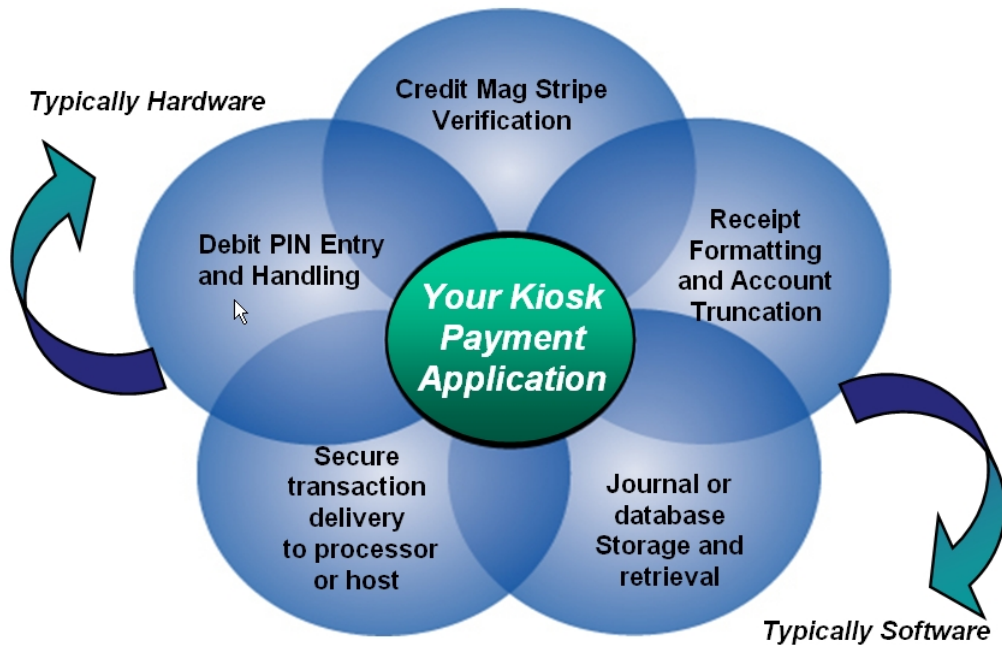 Typically Hardware
Credit Mag Stripe
Verification
Debit PIN Entry
and Handling
Receipt
Formatting
and Account
Truncation
Your Kiosk
Payment
Application
Secure
transaction
delivery
to processor
or host
Journal or
database
Storage and
retrieval
Typically Software